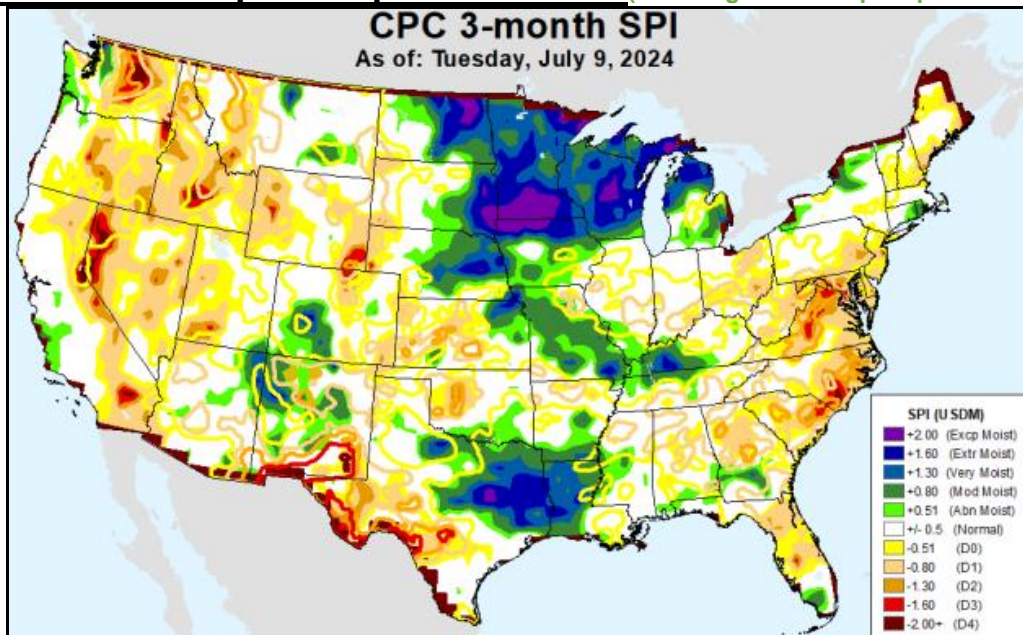 CPC 3-month SPI
As of: Tuesday, July 9, 2024
SPI (USDM)
+2.00 (Excp Moist)
+1.60 (Extr Moist)
+1.30 (Very Moist)
+0.80 (Mod Moist)
+0.51 (Abn Moist)
+/- 0.5 (Normal)
-0.51 (D0)
-0.80 (D1)
-1.30 (D2)
-1.60 (D3)
-2.00+ (D4)